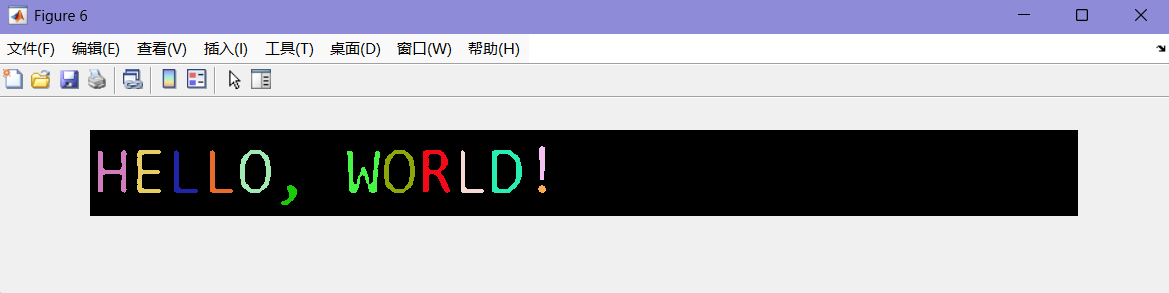 Figure 6
文件(F) 编辑(E) 查看(V) 插入(I) 工具(T) 桌面(D) 窗口(W) 帮助(H)
HELLO, WORLD!